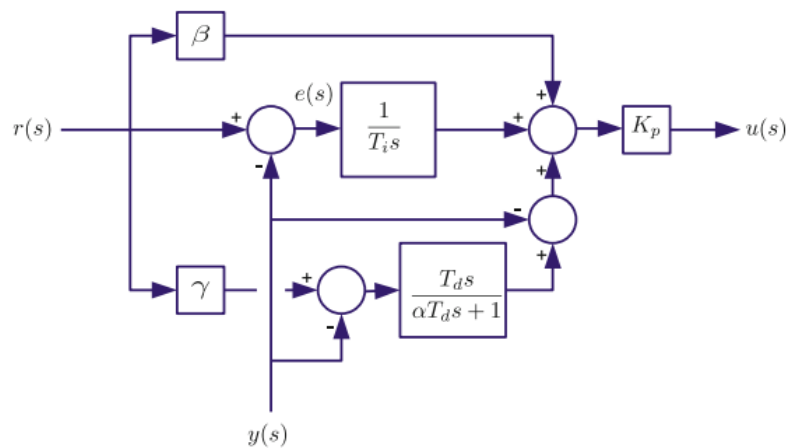 β
e(s)
r(s)
+
-
1
T_i s
+
+
+
K_p
u(s)
-
+
γ
+
-
T_d s
αT_d s + 1
y(s)